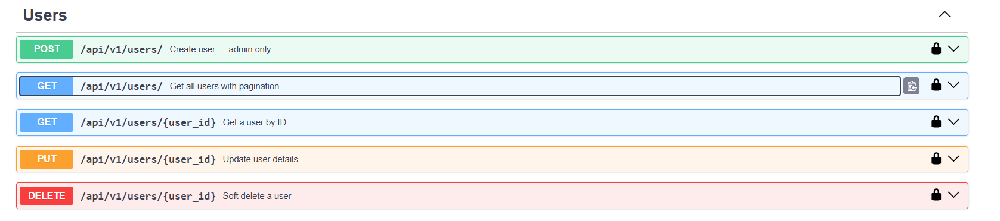 Users
POST /api/v1/users/ Create user — admin only
GET /api/v1/users/ Get all users with pagination
GET /api/v1/users/{user_id} Get a user by ID
PUT /api/v1/users/{user_id} Update user details
DELETE /api/v1/users/{user_id} Soft delete a user